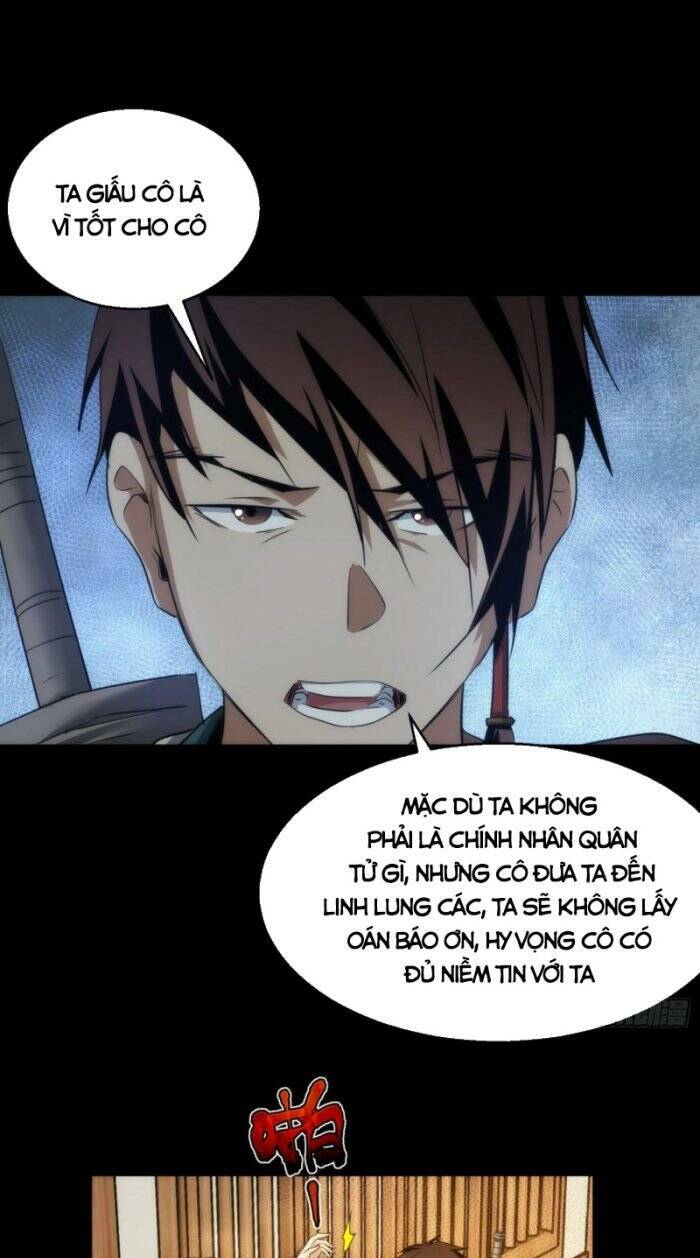 TA GIẤU CÔ LÀ
VÌ TỐT CHO CÔ
MẶC DÙ TA KHÔNG
PHẢI LÀ CHÍNH NHÂN QUÂN
TỬ GÌ, NHƯNG CÔ ĐƯA TA ĐẾN
LINH LUNG CÁC, TA SẼ KHÔNG LẤY
OÁN BÁO ƠN, HY VỌNG CÔ CÓ
ĐỦ NIỀM TIN VỚI TA
啪!